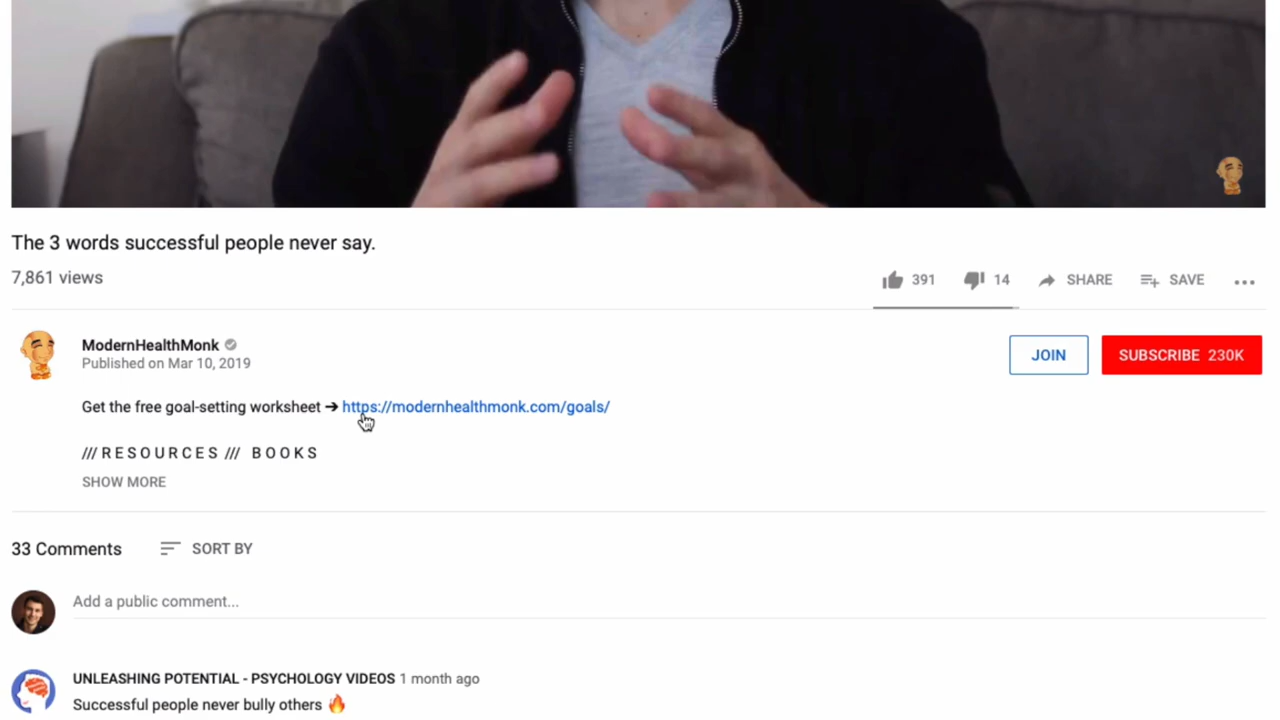 The 3 words successful people never say.
7,861 views
391 14 SHARE SAVE
ModernHealthMonk
Published on Mar 10, 2019
JOIN SUBSCRIBE 230K
Get the free goal-setting worksheet ➔ https://modernhealthmonk.com/goals/
/// R E S O U R C E S /// B O O K S
SHOW MORE
33 Comments SORT BY
Add a public comment...
UNLEASHING POTENTIAL - PSYCHOLOGY VIDEOS 1 month ago
Successful people never bully others 🔥